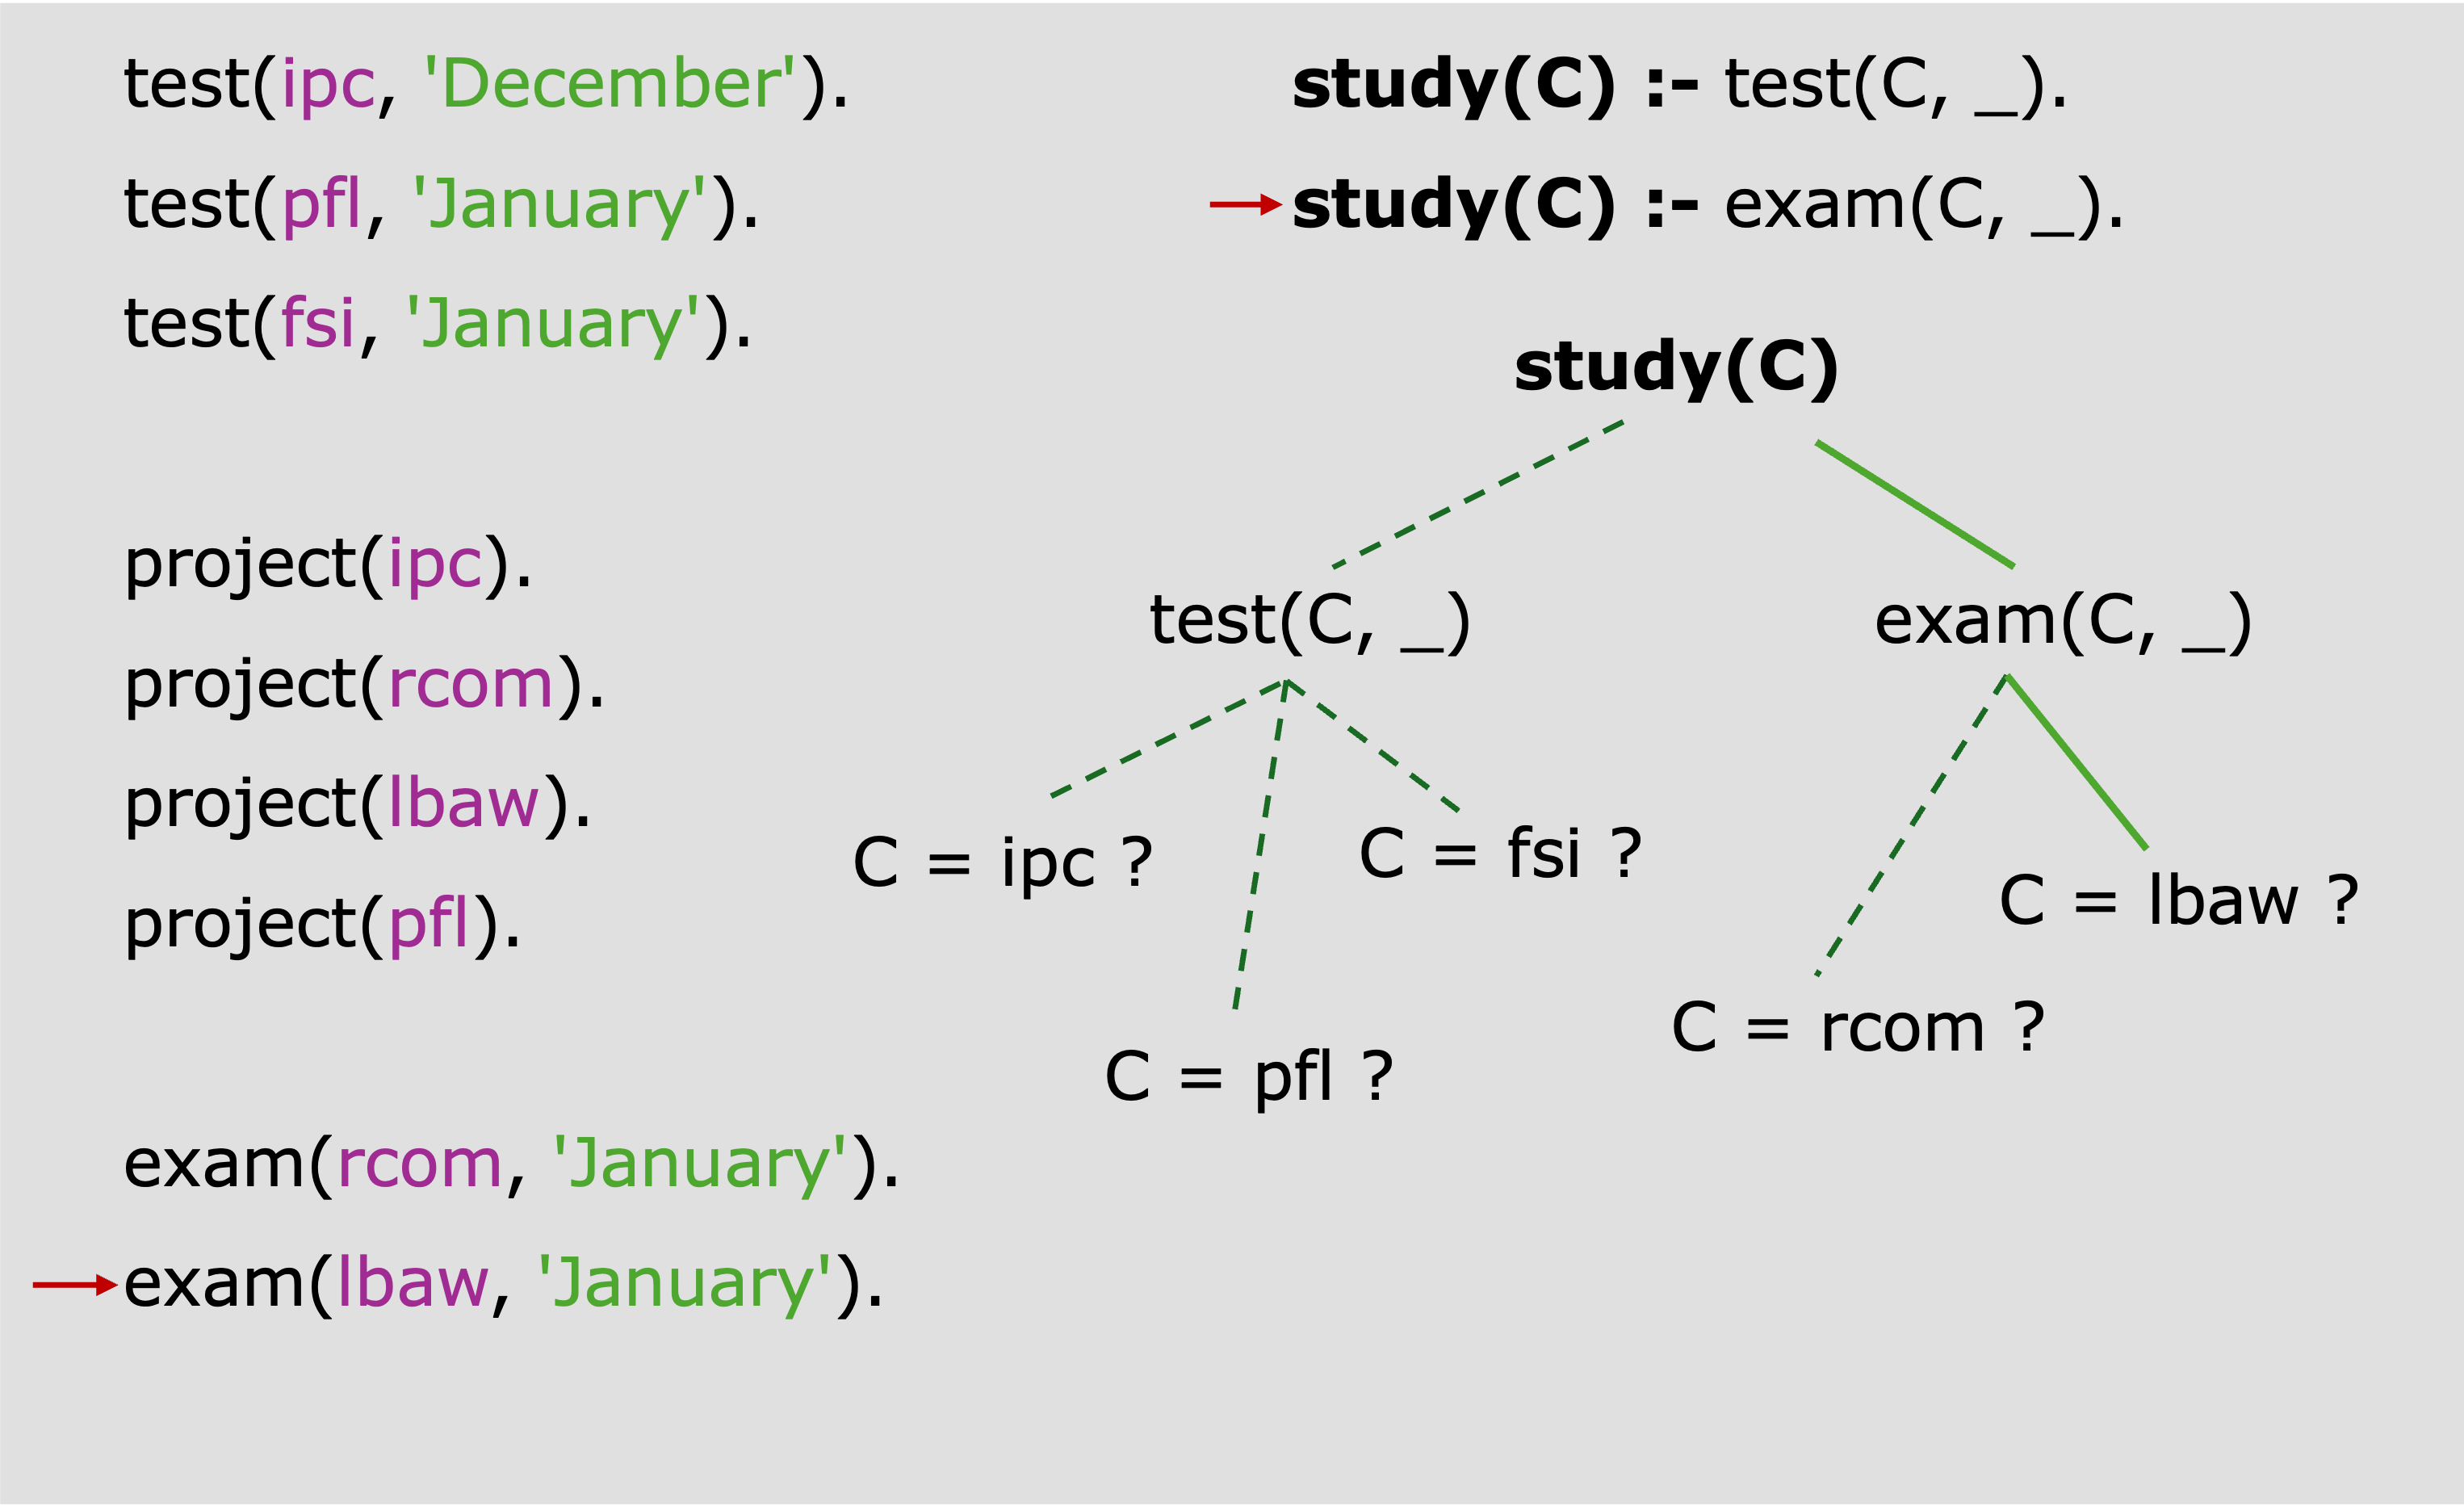 test(ipc, 'December').
test(pfl, 'January').
test(fsi, 'January').
project(ipc).
project(rcom).
project(lbaw).
project(pfl).
exam(rcom, 'January').
exam(lbaw, 'January').
study(C) :- test(C, _).
study(C) :- exam(C, _).
study(C)
test(C, _)
exam(C, _)
C = ipc ?
C = fsi ?
C = lbaw ?
C = rcom ?
C = pfl ?